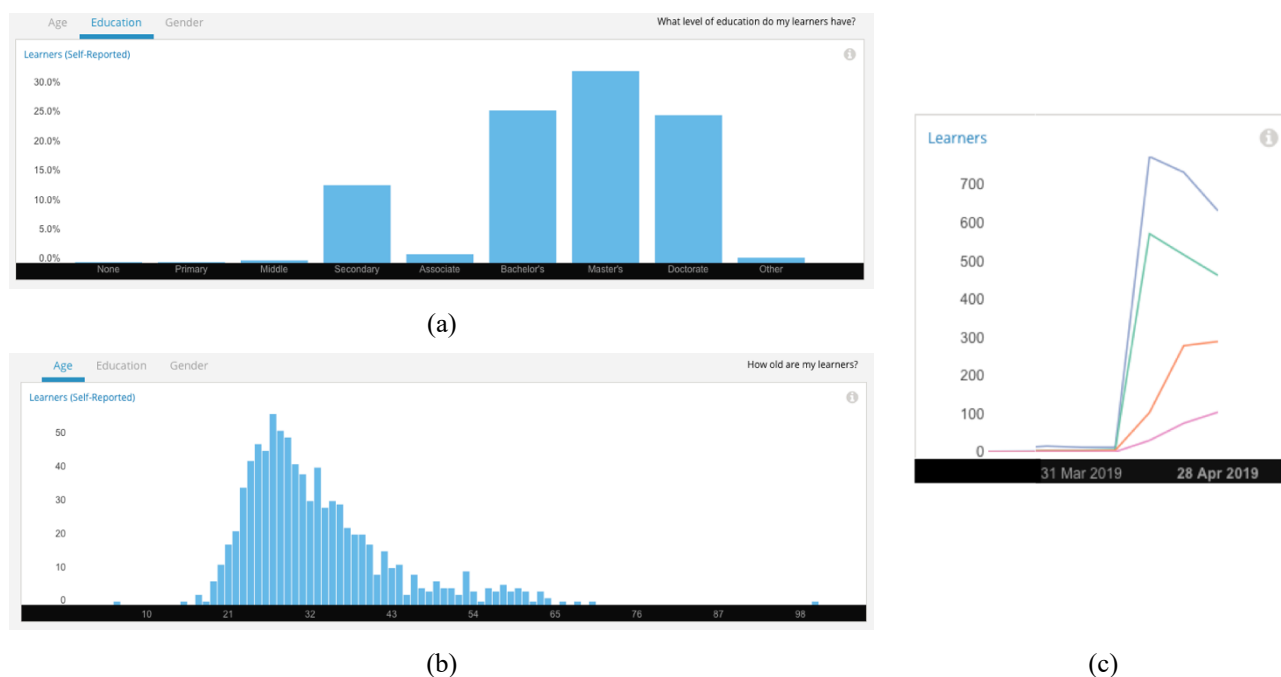 Age Education Gender What level of education do my learners have?
Learners (Self-Reported)
30.0%
25.0%
20.0%
15.0%
10.0%
5.0%
0.0%
None Primary Middle Secondary Associate Bachelor's Master's Doctorate Other
(a)
Age Education Gender How old are my learners?
Learners (Self-Reported)
50
40
30
20
10
0
10 21 32 43 54 65 76 87 98
(b)
Learners
700
600
500
400
300
200
100
0
31 Mar 2019 28 Apr 2019
(c)